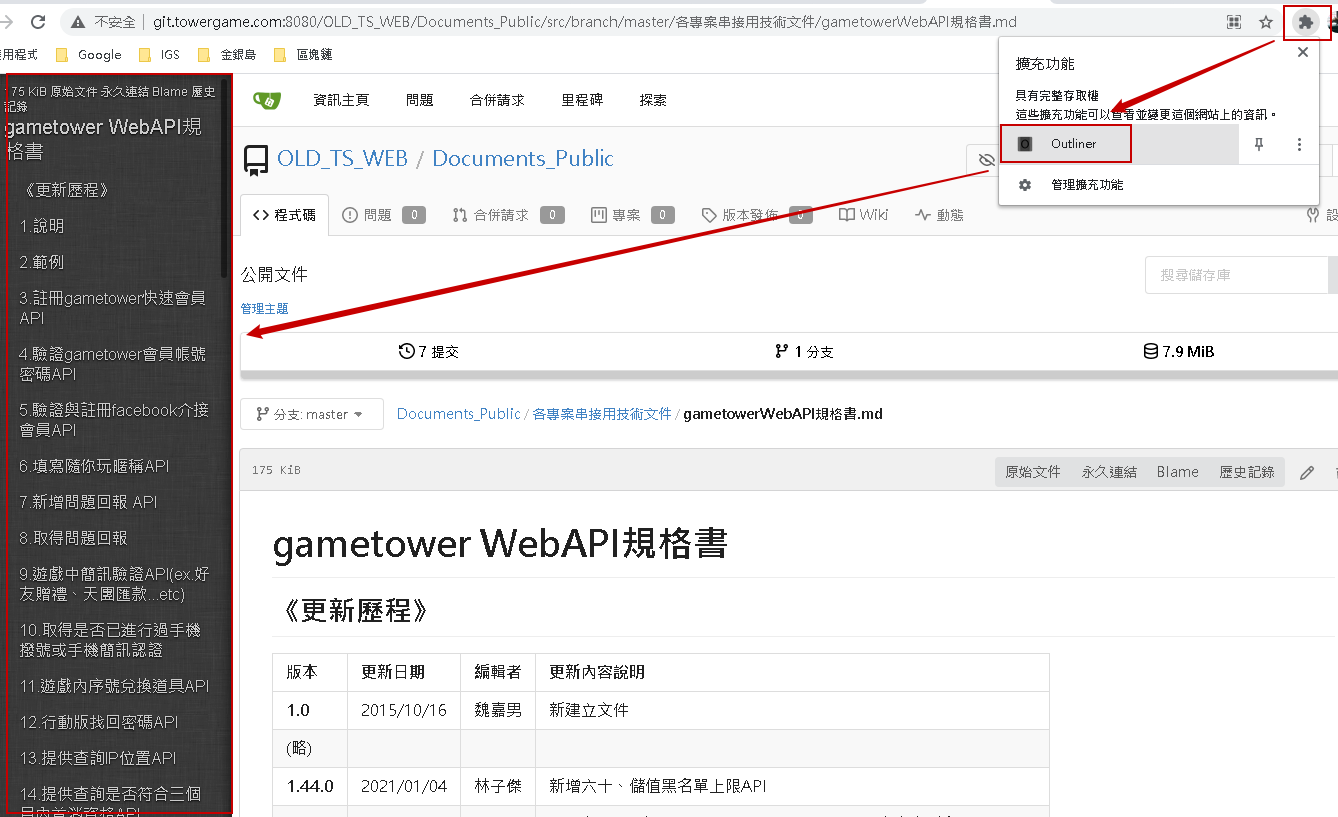 不安全 git.towergame.com:8080/OLD_TS_WEB/Documents_Public/src/branch/master/各專案串接用技術文件/gametowerWebAPI規格書.md
用程式 Google IGS 金銀島 區塊鏈
擴充功能
具有完整存取權
這些擴充功能可以查看並變更這個網站上的資訊。
Outliner
管理擴充功能
175 KiB 原始文件 永久連結 Blame 歷史
記錄
gametower WebAPI規
格書
《更新歷程》
1.說明
2.範例
3.註冊gametower快速會員
API
4.驗證gametower會員帳號
密碼API
5.驗證與註冊facebook介接
會員API
6.填寫隨你玩暱稱API
7.新增問題回報 API
8.取得問題回報
9.遊戲中簡訊驗證API(ex.好
友贈禮、天團匯款...etc)
10.取得是否已進行過手機
撥號或手機簡訊認證
11.遊戲內序號兌換道具API
12.行動版找回密碼API
13.提供查詢IP位置API
14.提供查詢是否符合三個
資訊主頁 問題 合併請求 里程碑 探索
OLD_TS_WEB / Documents_Public
程式碼 問題 0 合併請求 0 專案 0 版本發佈 0 Wiki 動態 設
公開文件
搜尋儲存庫
管理主題
7 提交 1 分支 7.9 MiB
分支: master Documents_Public / 各專案串接用技術文件 / gametowerWebAPI規格書.md
175 KiB 原始文件 永久連結 Blame 歷史記錄
gametower WebAPI規格書
《更新歷程》
版本 更新日期 編輯者 更新內容說明
1.0 2015/10/16 魏嘉男 新建立文件
(略)
1.44.0 2021/01/04 林子傑 新增六十、儲值黑名單上限API